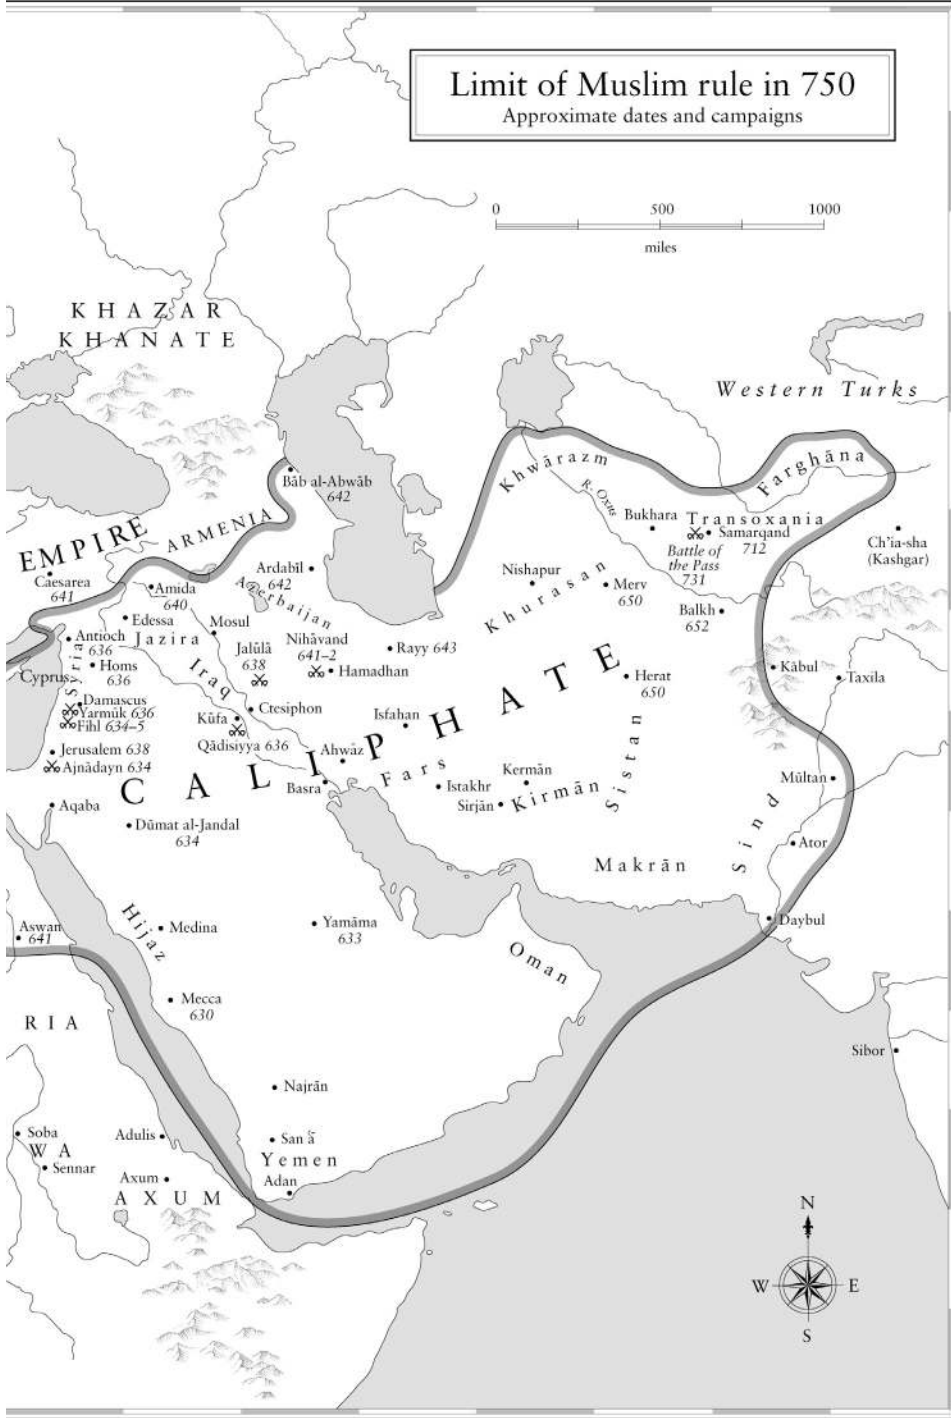 Limit of Muslim rule in 750
Approximate dates and campaigns
0 500 1000
miles
KHAZAR
KHANATE
Western Turks
Khwārazm
Farghāna
Bāb al-Abwāb
642
R. Oxus
Bukhara
Transoxania
Samarqand
712
Battle of
the Pass
731
Ch'ia-sha
(Kashgar)
EMPIRE
ARMENIA
Caesarea
641
Amida
640
Ardabīl
642
Azerbaijan
Nishapur
Khurasan
Merv
650
Balkh
652
Edessa
Jazira
Mosul
Antioch
636
Jalūlā
638
Nihāvand
641–2
Rayy 643
Hamadhan
Homs
636
Syria
Iraq
Cyprus
Herat
650
Kābul
Taxila
Damascus
Yarmūk 636
Fihl 634–5
Kūfa
Ctesiphon
Isfahan
Qādisiyya 636
CALIPHATE
Ahwāz
Jerusalem 638
Ajnādayn 634
Basra
Fars
Istakhr
Kermān
Sirjān
Kirmān
Sistan
Mūltan
Aqaba
Dūmat al-Jandal
634
Sind
Ator
Makrān
Daybul
Aswan
641
Hijaz
Medina
Yamāma
633
Oman
Mecca
630
RIA
Sibor
Najrān
Soba
WA
Sennar
Adulis
San'ā
Yemen
Axum
AXUM
Adan
N
W E
S